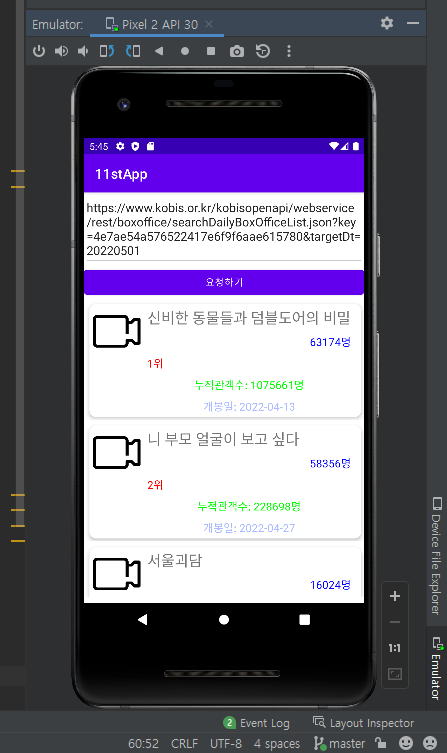 Emulator:
Pixel 2 API 30
5:45
11stApp
https://www.kobis.or.kr/kobisopenapi/webservice
/rest/boxoffice/searchDailyBoxOfficeList.json?key
=4e7ae54a576522417e6f9f6aae615780&targetDt=
20220501
요청하기
신비한 동물들과 덤블도어의 비밀
63174명
1위
누적관객수: 1075661명
개봉일: 2022-04-13
니 부모 얼굴이 보고 싶다
58356명
2위
누적관객수: 228698명
개봉일: 2022-04-27
서울괴담
16024명
1:1
Device File Explorer
Emulator
2 Event Log
Layout Inspector
60:52 CRLF UTF-8 4 spaces master